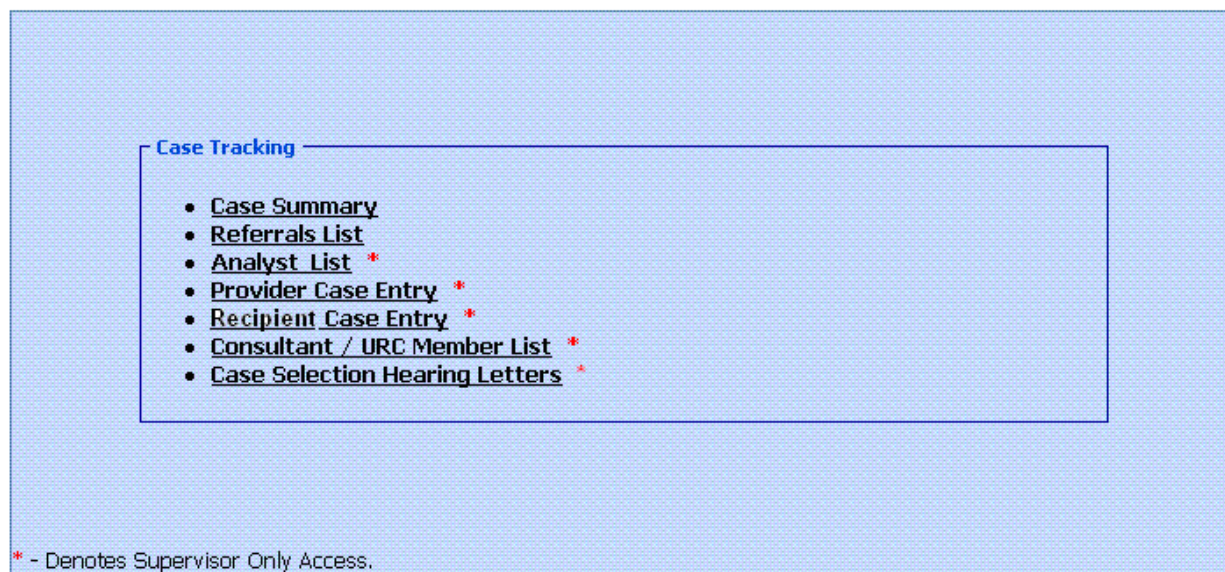 Case Tracking
• Case Summary
• Referrals List
• Analyst List *
• Provider Case Entry *
• Recipient Case Entry *
• Consultant / URC Member List *
• Case Selection Hearing Letters *
* - Denotes Supervisor Only Access.